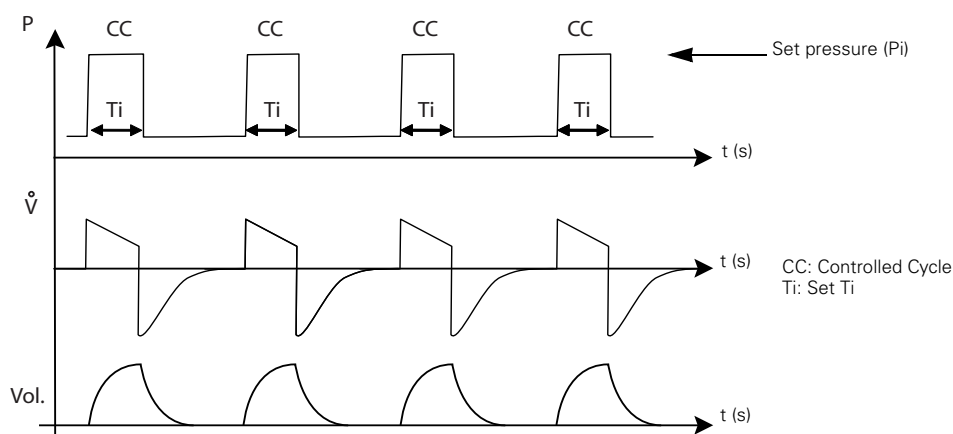 P
CC CC CC CC
Set pressure (Pi)
Ti Ti Ti Ti
t (s)
V̊
t (s)
CC: Controlled Cycle
Ti: Set Ti
Vol.
t (s)